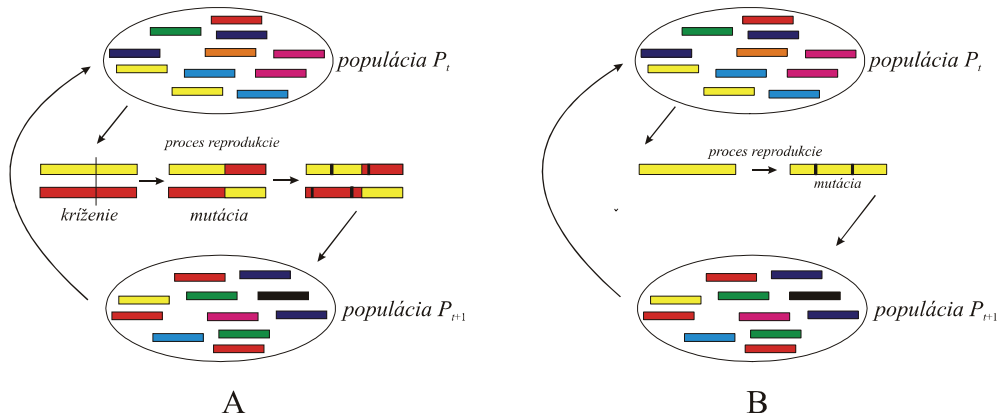 populácia Pt
proces reprodukcie
kríženie
mutácia
populácia Pt+1
A
populácia Pt
proces reprodukcie
mutácia
populácia Pt+1
B